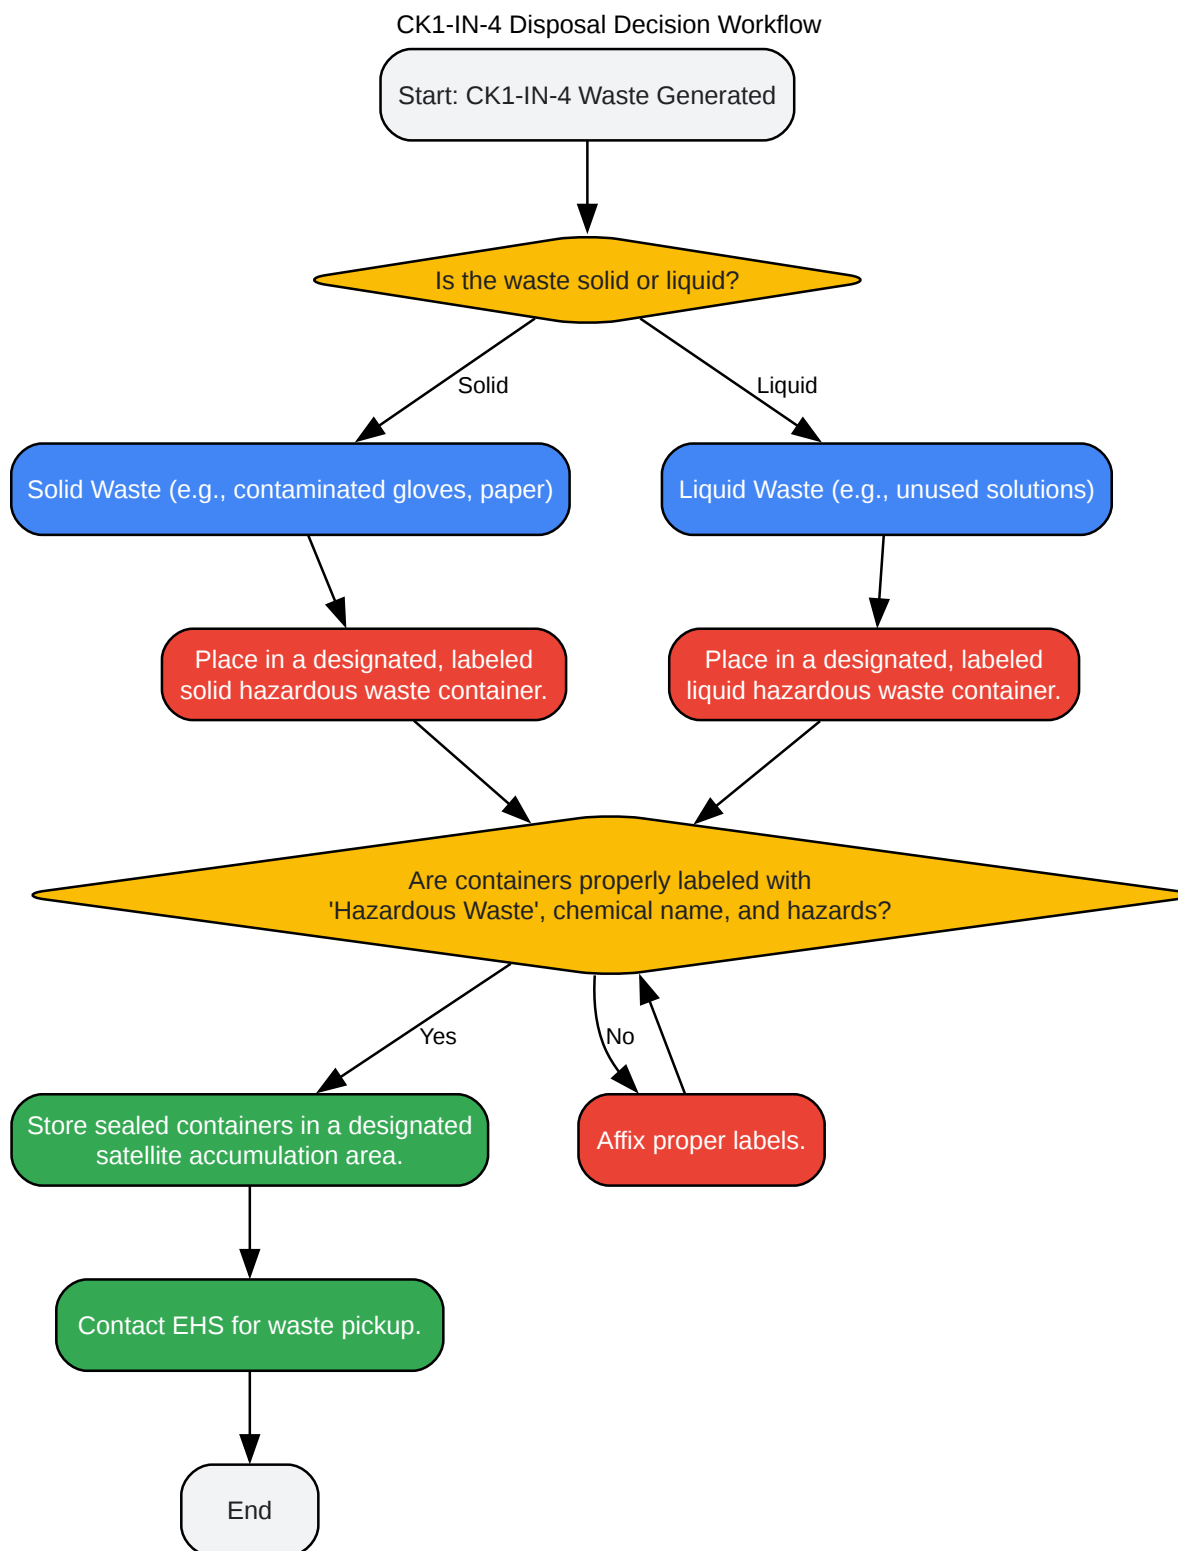 CK1-IN-4 Disposal Decision Workflow
Start: CK1-IN-4 Waste Generated
Is the waste solid or liquid?
Solid
Liquid
Solid Waste (e.g., contaminated gloves, paper)
Liquid Waste (e.g., unused solutions)
Place in a designated, labeled
solid hazardous waste container.
Place in a designated, labeled
liquid hazardous waste container.
Are containers properly labeled with
'Hazardous Waste', chemical name, and hazards?
Yes
No
Store sealed containers in a designated
satellite accumulation area.
Affix proper labels.
Contact EHS for waste pickup.
End